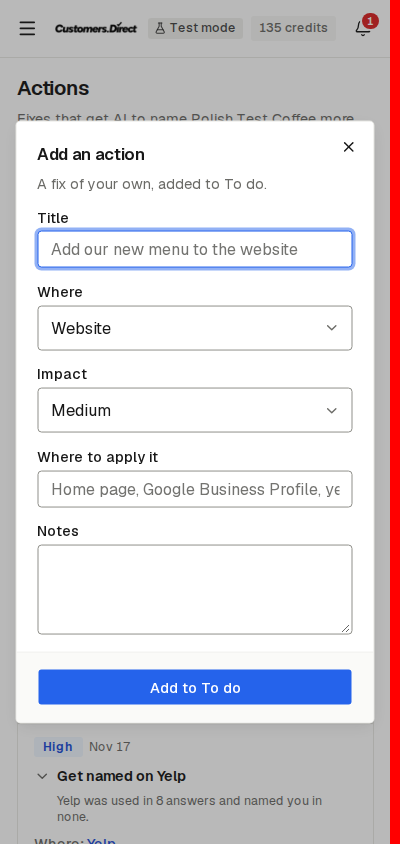 Customers.Direct
Test mode
135 credits
1
Actions
Fixes that get AI to name Polish Test Coffee more
Add an action
A fix of your own, added to To do.
Title
Add our new menu to the website
Where
Website
Impact
Medium
Where to apply it
Home page, Google Business Profile, ye
Notes
Add to To do
High Nov 17
Get named on Yelp
Yelp was used in 8 answers and named you in
none.
Where: Yelp